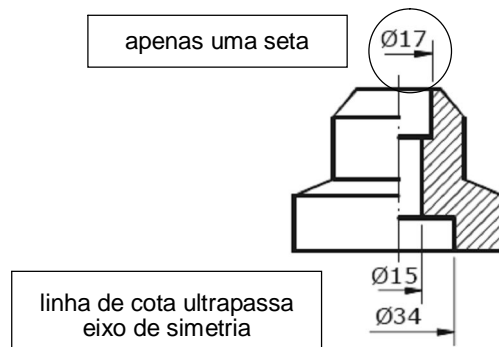 apenas uma seta
Ø17
Ø15
linha de cota ultrapassa
eixo de simetria
Ø34